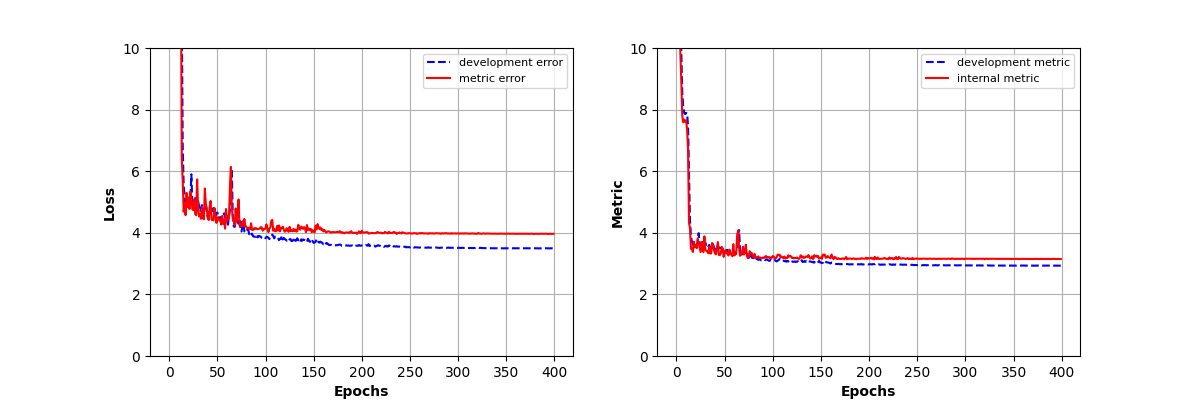 10
8
6
4
2
0
Loss
development error
metric error
0 50 100 150 200 250 300 350 400
Epochs
10
8
6
4
2
0
Metric
development metric
internal metric
0 50 100 150 200 250 300 350 400
Epochs